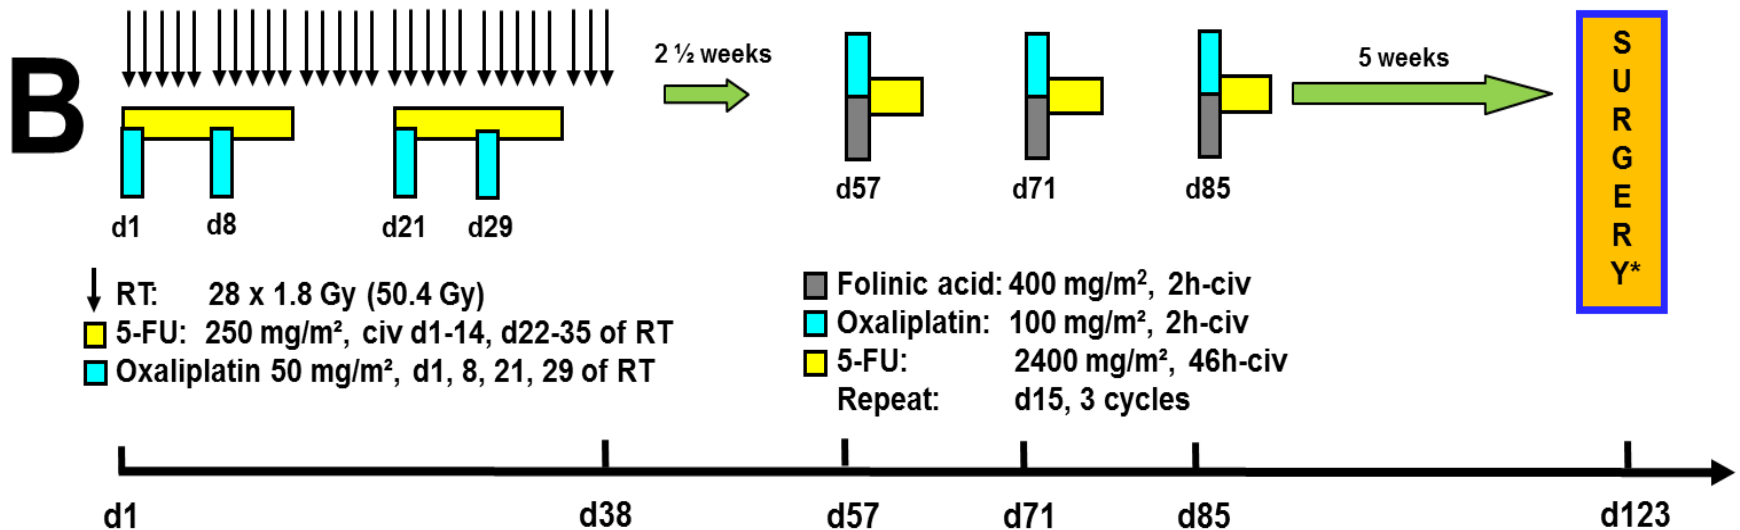 B
2 ½ weeks
5 weeks
S
U
R
G
E
R
Y*
d1
d8
d21
d29
d57
d71
d85
RT: 28 x 1.8 Gy (50.4 Gy)
5-FU: 250 mg/m², civ d1-14, d22-35 of RT
Oxaliplatin 50 mg/m², d1, 8, 21, 29 of RT
Folinic acid: 400 mg/m², 2h-civ
Oxaliplatin: 100 mg/m², 2h-civ
5-FU: 2400 mg/m², 46h-civ
Repeat: d15, 3 cycles
d1
d38
d57
d71
d85
d123